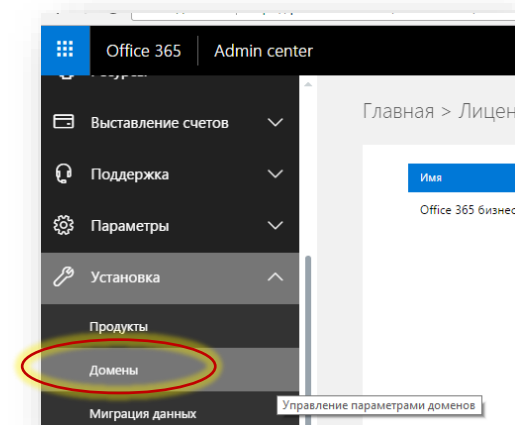 Office 365 Admin center
Выставление счетов
Поддержка
Параметры
Установка
Продукты
Домены
Миграция данных
Главная > Лицен
Имя
Office 365 бизнес
Управление параметрами доменов